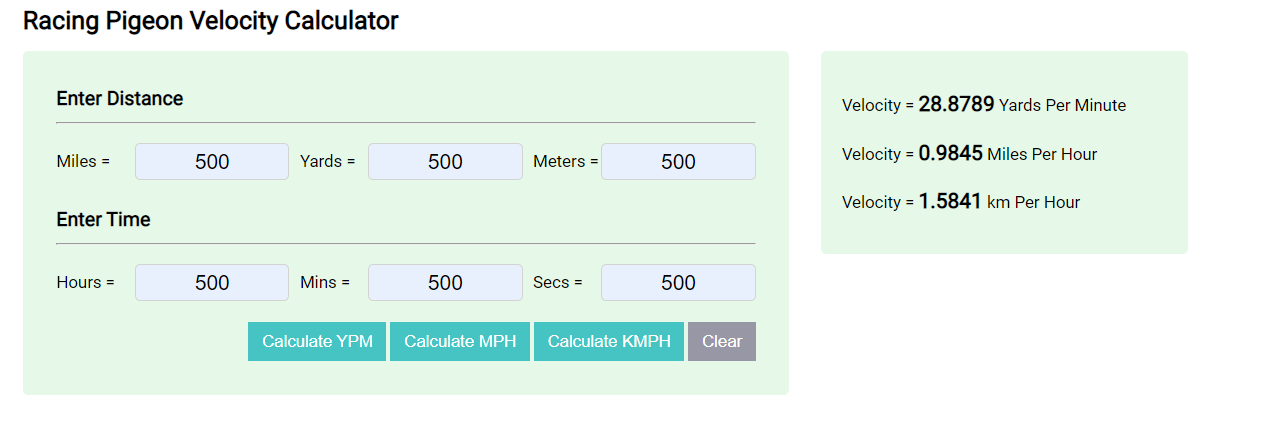 Racing Pigeon Velocity Calculator
Enter Distance
Miles = 500 Yards = 500 Meters = 500
Enter Time
Hours = 500 Mins = 500 Secs = 500
Calculate YPM Calculate MPH Calculate KMPH Clear
Velocity = 28.8789 Yards Per Minute
Velocity = 0.9845 Miles Per Hour
Velocity = 1.5841 km Per Hour